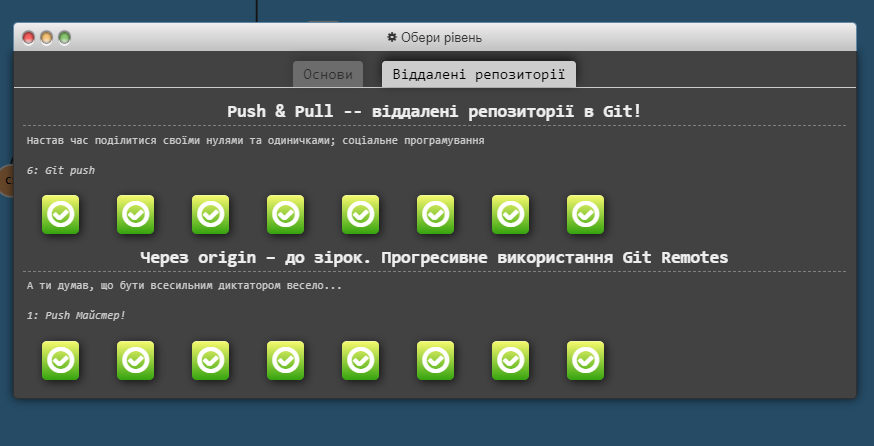 Обери рівень
Основи
Віддалені репозиторії
Push & Pull -- віддалені репозиторії в Git!
Настав час поділитися своїми нулями та одиничками; соціальне програмування
6: Git push
Через origin – до зірок. Прогресивне використання Git Remotes
А ти думав, що бути всесильним диктатором весело...
1: Push Майстер!